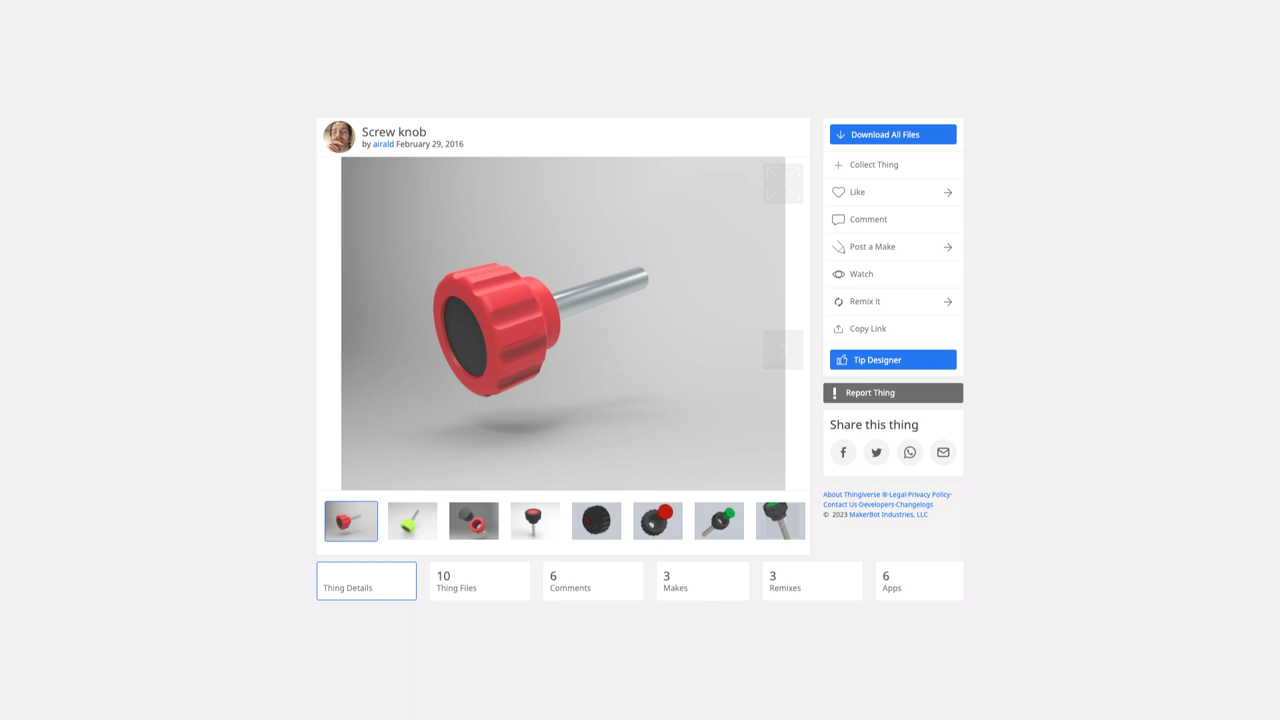 Screw knob
by airald February 29, 2016
Download All Files
Collect Thing
Like
Comment
Post a Make
Watch
Remix it
Copy Link
Tip Designer
Report Thing
Share this thing
About Thingiverse ®·Legal·Privacy Policy·
Contact Us·Developers·Changelogs
© 2023 MakerBot Industries, LLC
Thing Details
10
Thing Files
6
Comments
3
Makes
3
Remixes
6
Apps